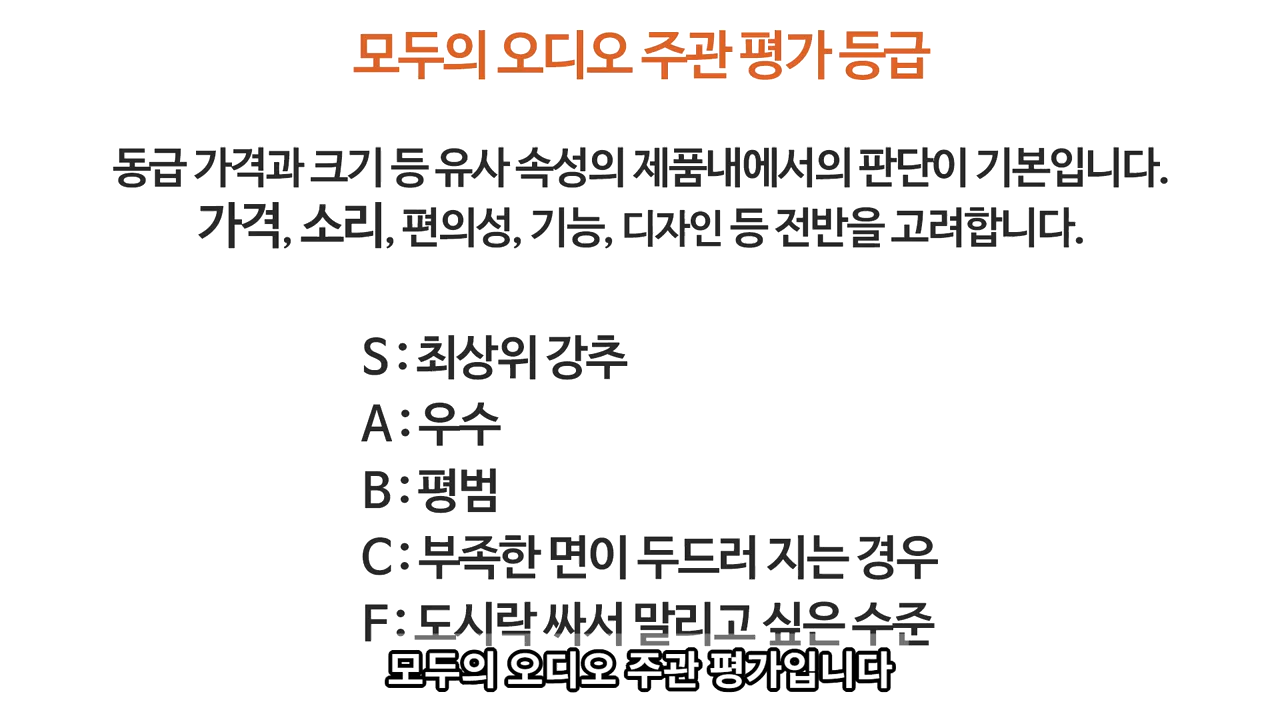 모두의 오디오 주관 평가 등급
동급 가격과 크기 등 유사 속성의 제품내에서의 판단이 기본입니다.
가격, 소리, 편의성, 기능, 디자인 등 전반을 고려합니다.
S : 최상위 강추
A : 우수
B : 평범
C : 부족한 면이 두드러 지는 경우
F : 도시락 싸서 말리고 싶은 수준
모두의 오디오 주관 평가입니다